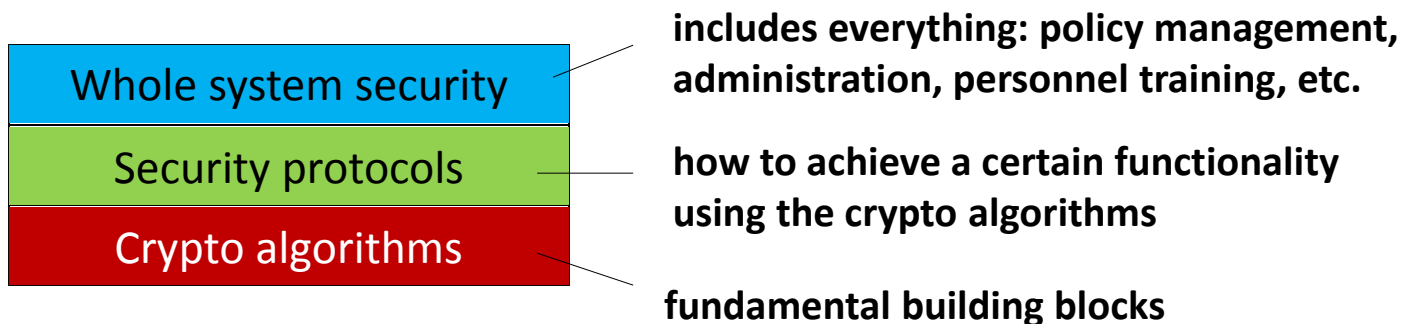 Whole system security
includes everything: policy management,
administration, personnel training, etc.
Security protocols
how to achieve a certain functionality
using the crypto algorithms
Crypto algorithms
fundamental building blocks